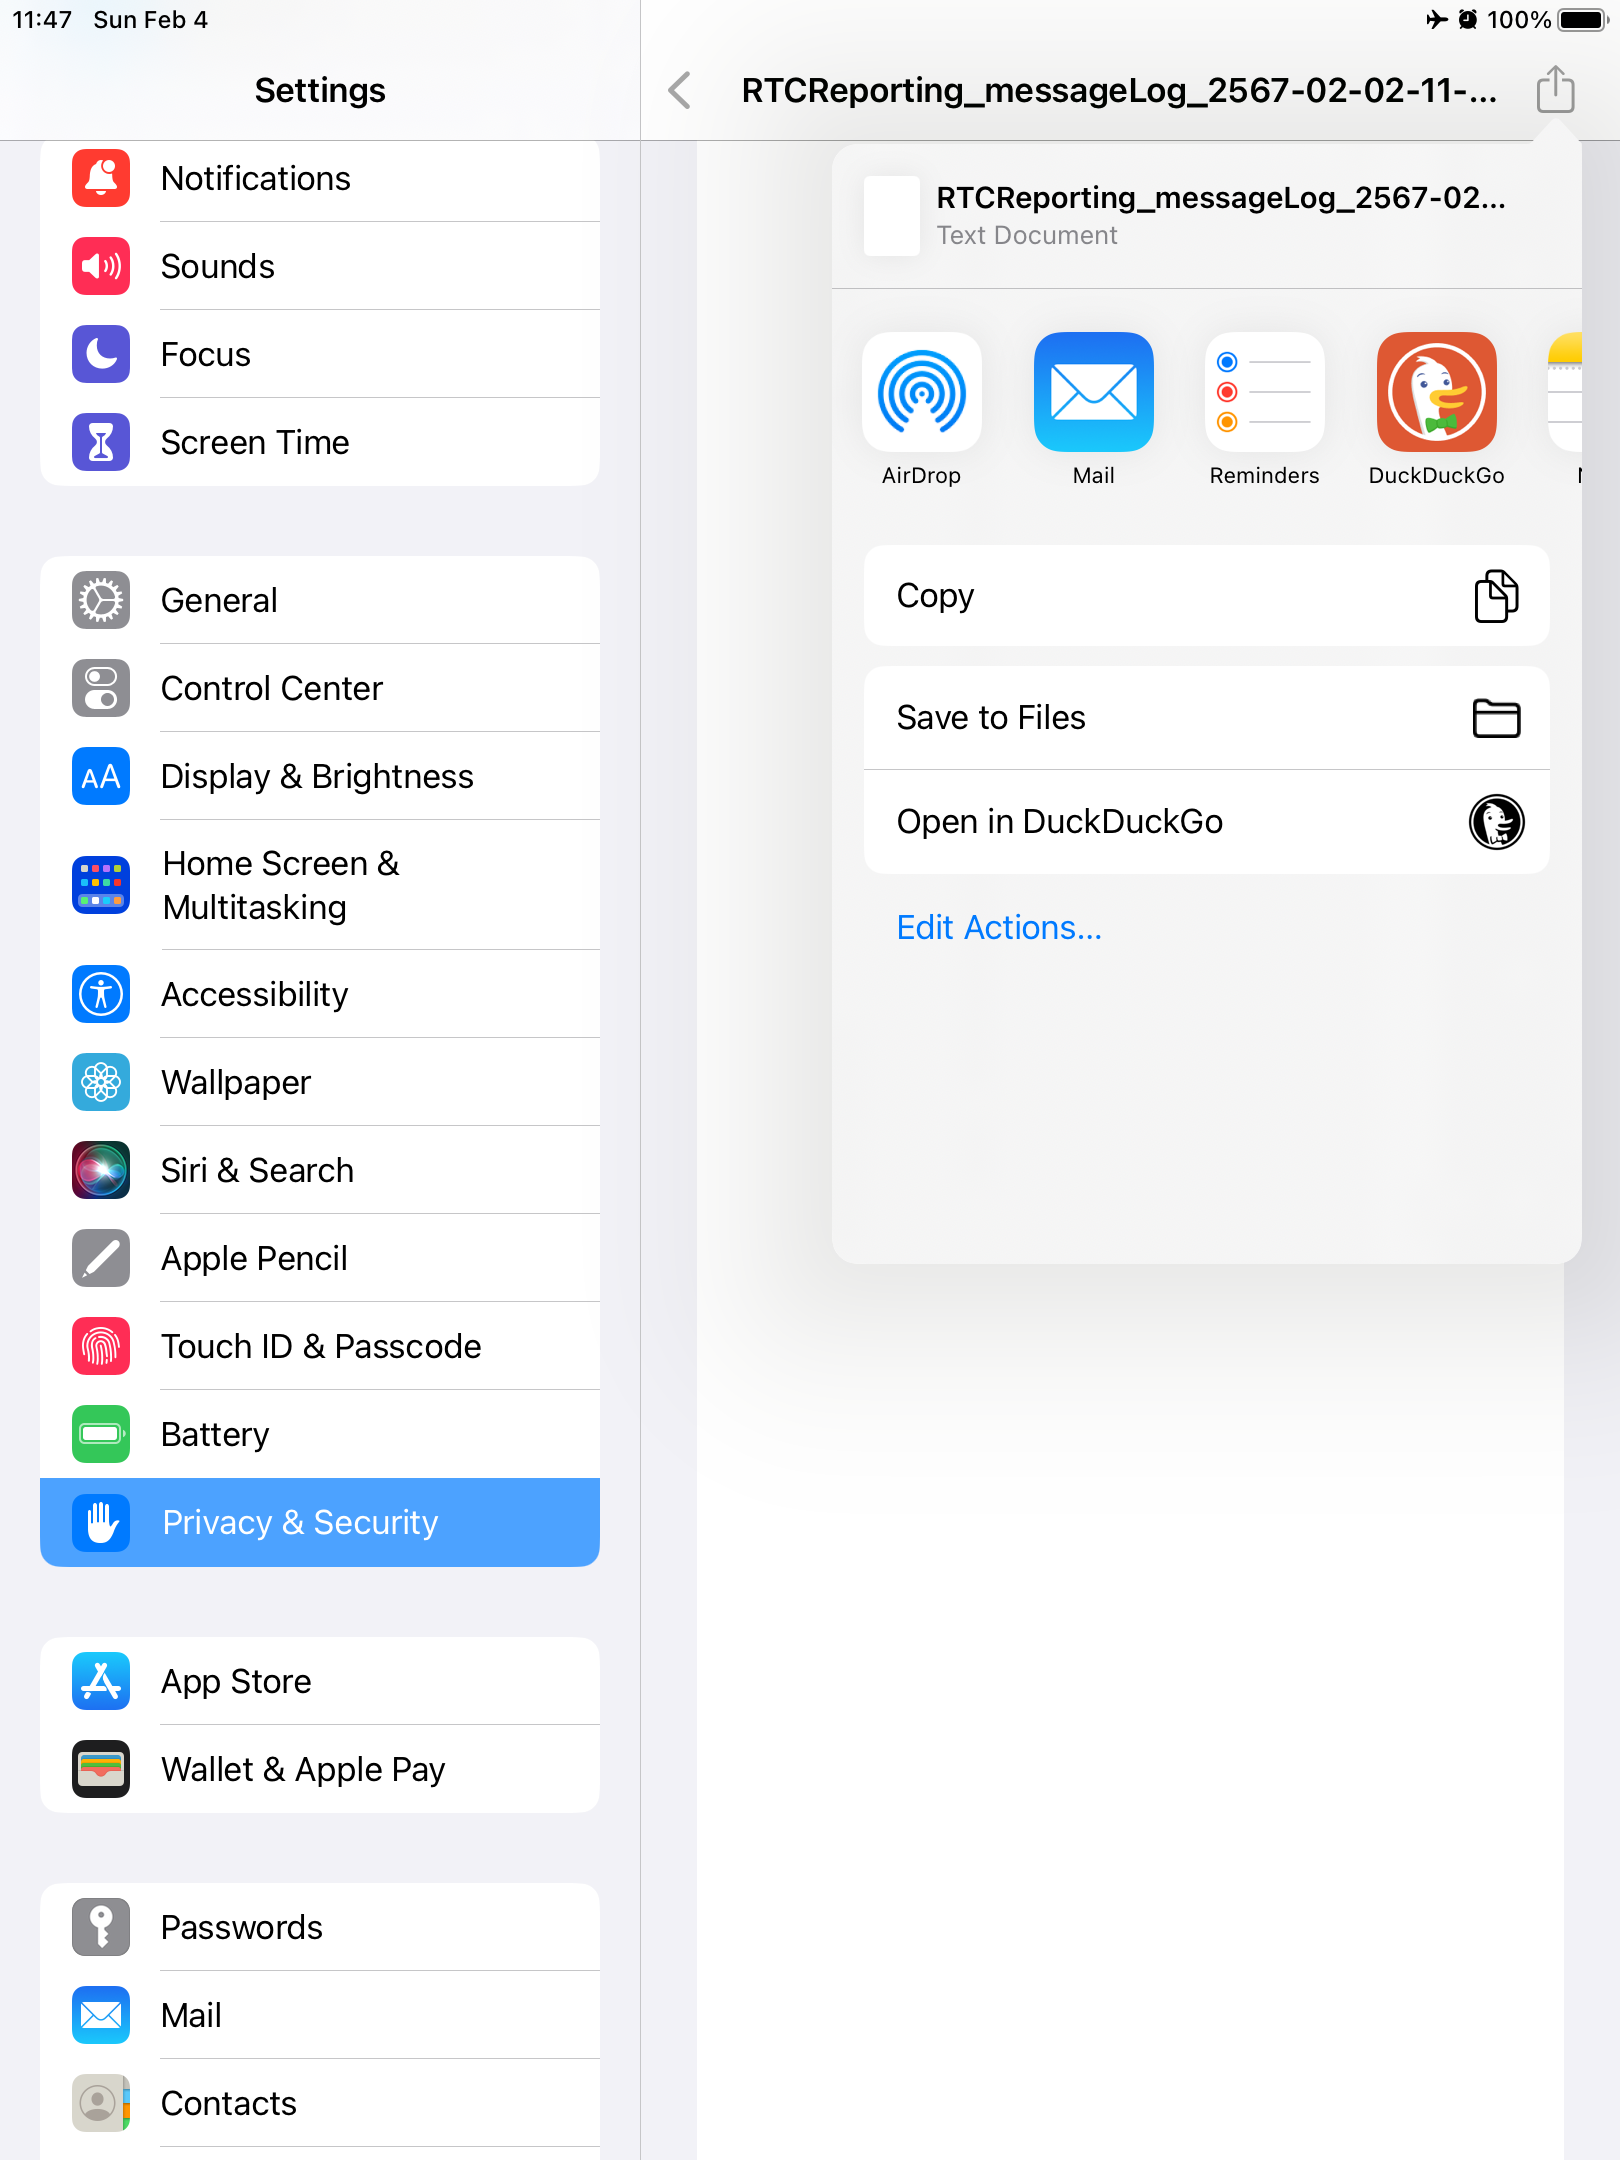 11:47 Sun Feb 4
100%
Settings
Notifications
Sounds
Focus
Screen Time
General
Control Center
AA
Display & Brightness
Home Screen &
Multitasking
Accessibility
Wallpaper
Siri & Search
Apple Pencil
Touch ID & Passcode
Battery
Privacy & Security
App Store
Wallet & Apple Pay
Passwords
Mail
Contacts
RTCReporting_messageLog_2567-02-02-11-...
RTCReporting_messageLog_2567-02...
Text Document
AirDrop
Mail
Reminders
DuckDuckGo
Copy
Save to Files
Open in DuckDuckGo
Edit Actions...